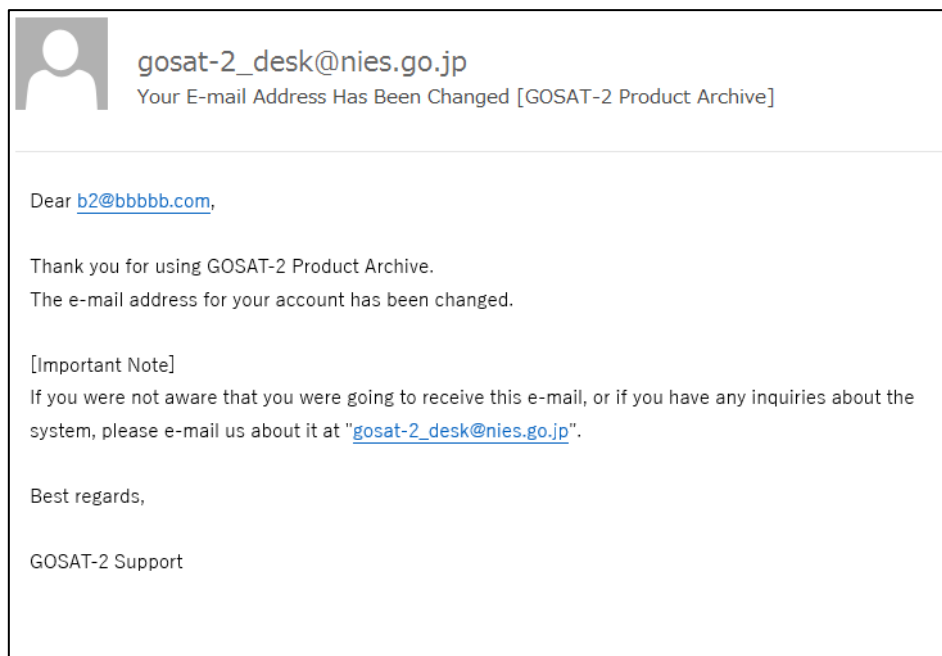 gosat-2_desk@nies.go.jp
Your E-mail Address Has Been Changed [GOSAT-2 Product Archive]
Dear b2@bbbbb.com,
Thank you for using GOSAT-2 Product Archive.
The e-mail address for your account has been changed.
[Important Note]
If you were not aware that you were going to receive this e-mail, or if you have any inquiries about the
system, please e-mail us about it at "gosat-2_desk@nies.go.jp".
Best regards,
GOSAT-2 Support